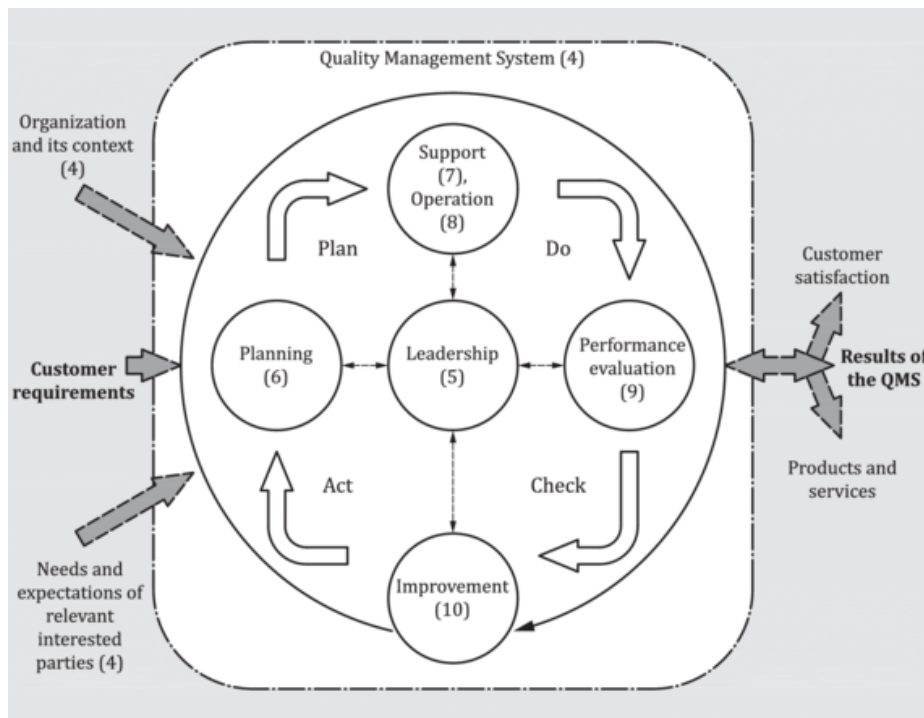 Quality Management System (4)
Organization
and its context
(4)
Support
(7),
Operation
(8)
Plan
Do
Customer
satisfaction
Planning
(6)
Leadership
(5)
Performance
evaluation
(9)
Customer
requirements
Results of
the QMS
Act
Check
Products and
services
Needs and
expectations of
relevant
interested
parties (4)
Improvement
(10)